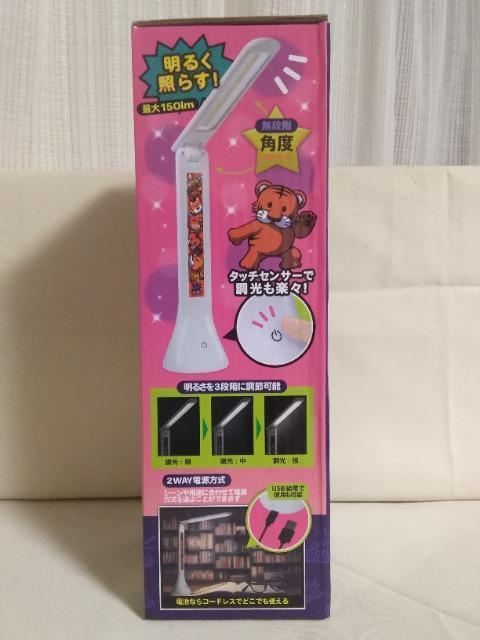 明るく
照らす!
最大150lm
無段階
角度
タッチセンサーで
調光も楽々!
明るさを3段階に調節可能
調光:弱
調光:中
調光:強
2WAY電源方式
シーンや用途に合わせて電源
方式を選ぶことができます
USB給電で
使用も可能
電池ならコードレスでどこでも使える